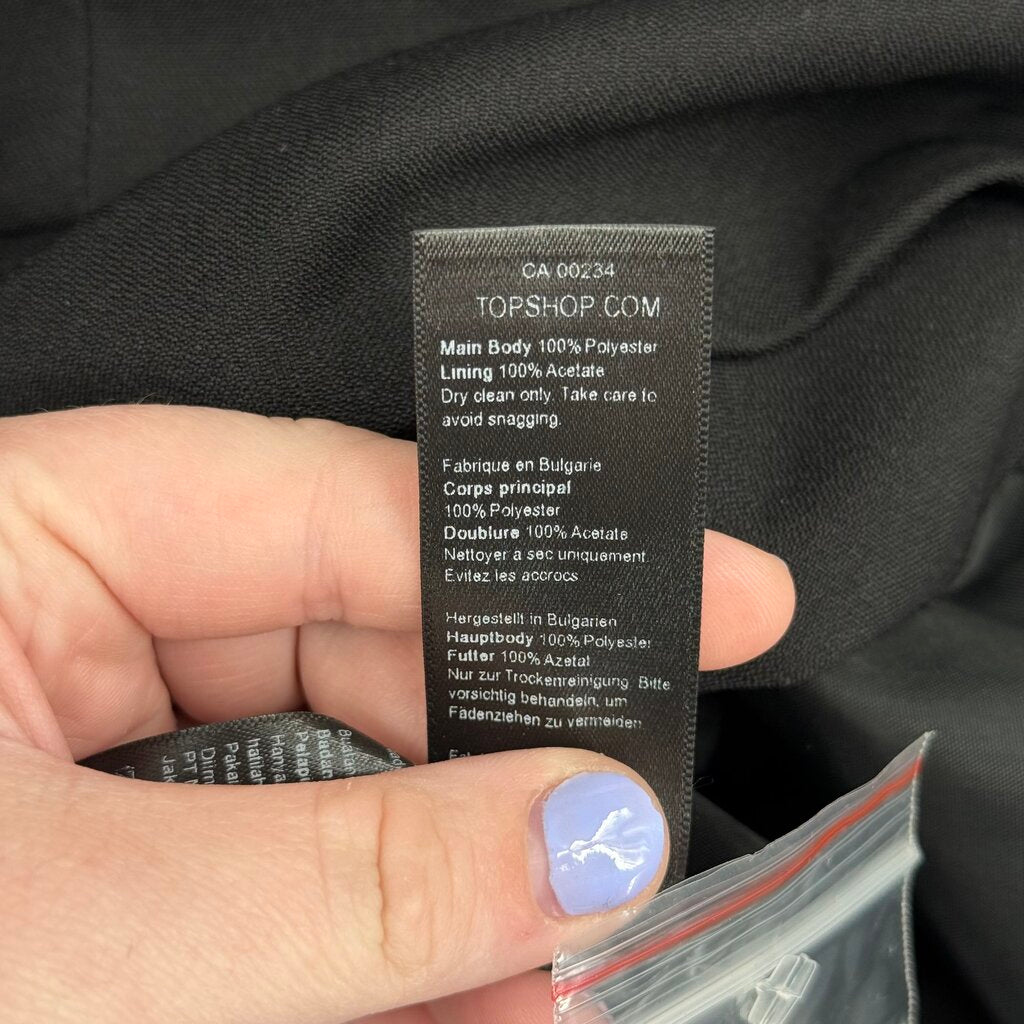 CA 00234
TOPSHOP.COM
Main Body 100% Polyester
Lining 100% Acetate
Dry clean only. Take care to
avoid snagging.
Fabrique en Bulgarie
Corps principal
100% Polyester
Doublure 100% Acetate
Nettoyer a sec uniquement.
Evitez les accrocs
Hergestellt in Bulgarien
Hauptbody 100% Polyester
Futter 100% Azetat
Nur zur Trockenreinigung. Bitte
vorsichtig behandeln, um
Fädenziehen zu vermeiden
Badan